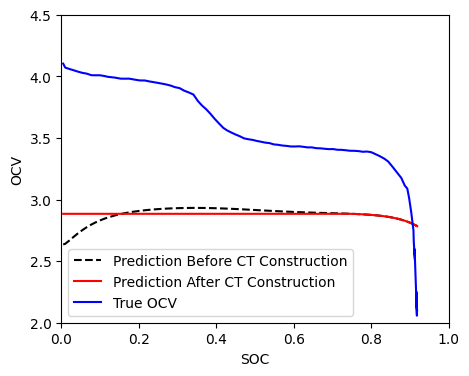 4.5
4.0
3.5
3.0
2.5
2.0
OCV
Prediction Before CT Construction
Prediction After CT Construction
True OCV
0.0 0.2 0.4 0.6 0.8 1.0
SOC